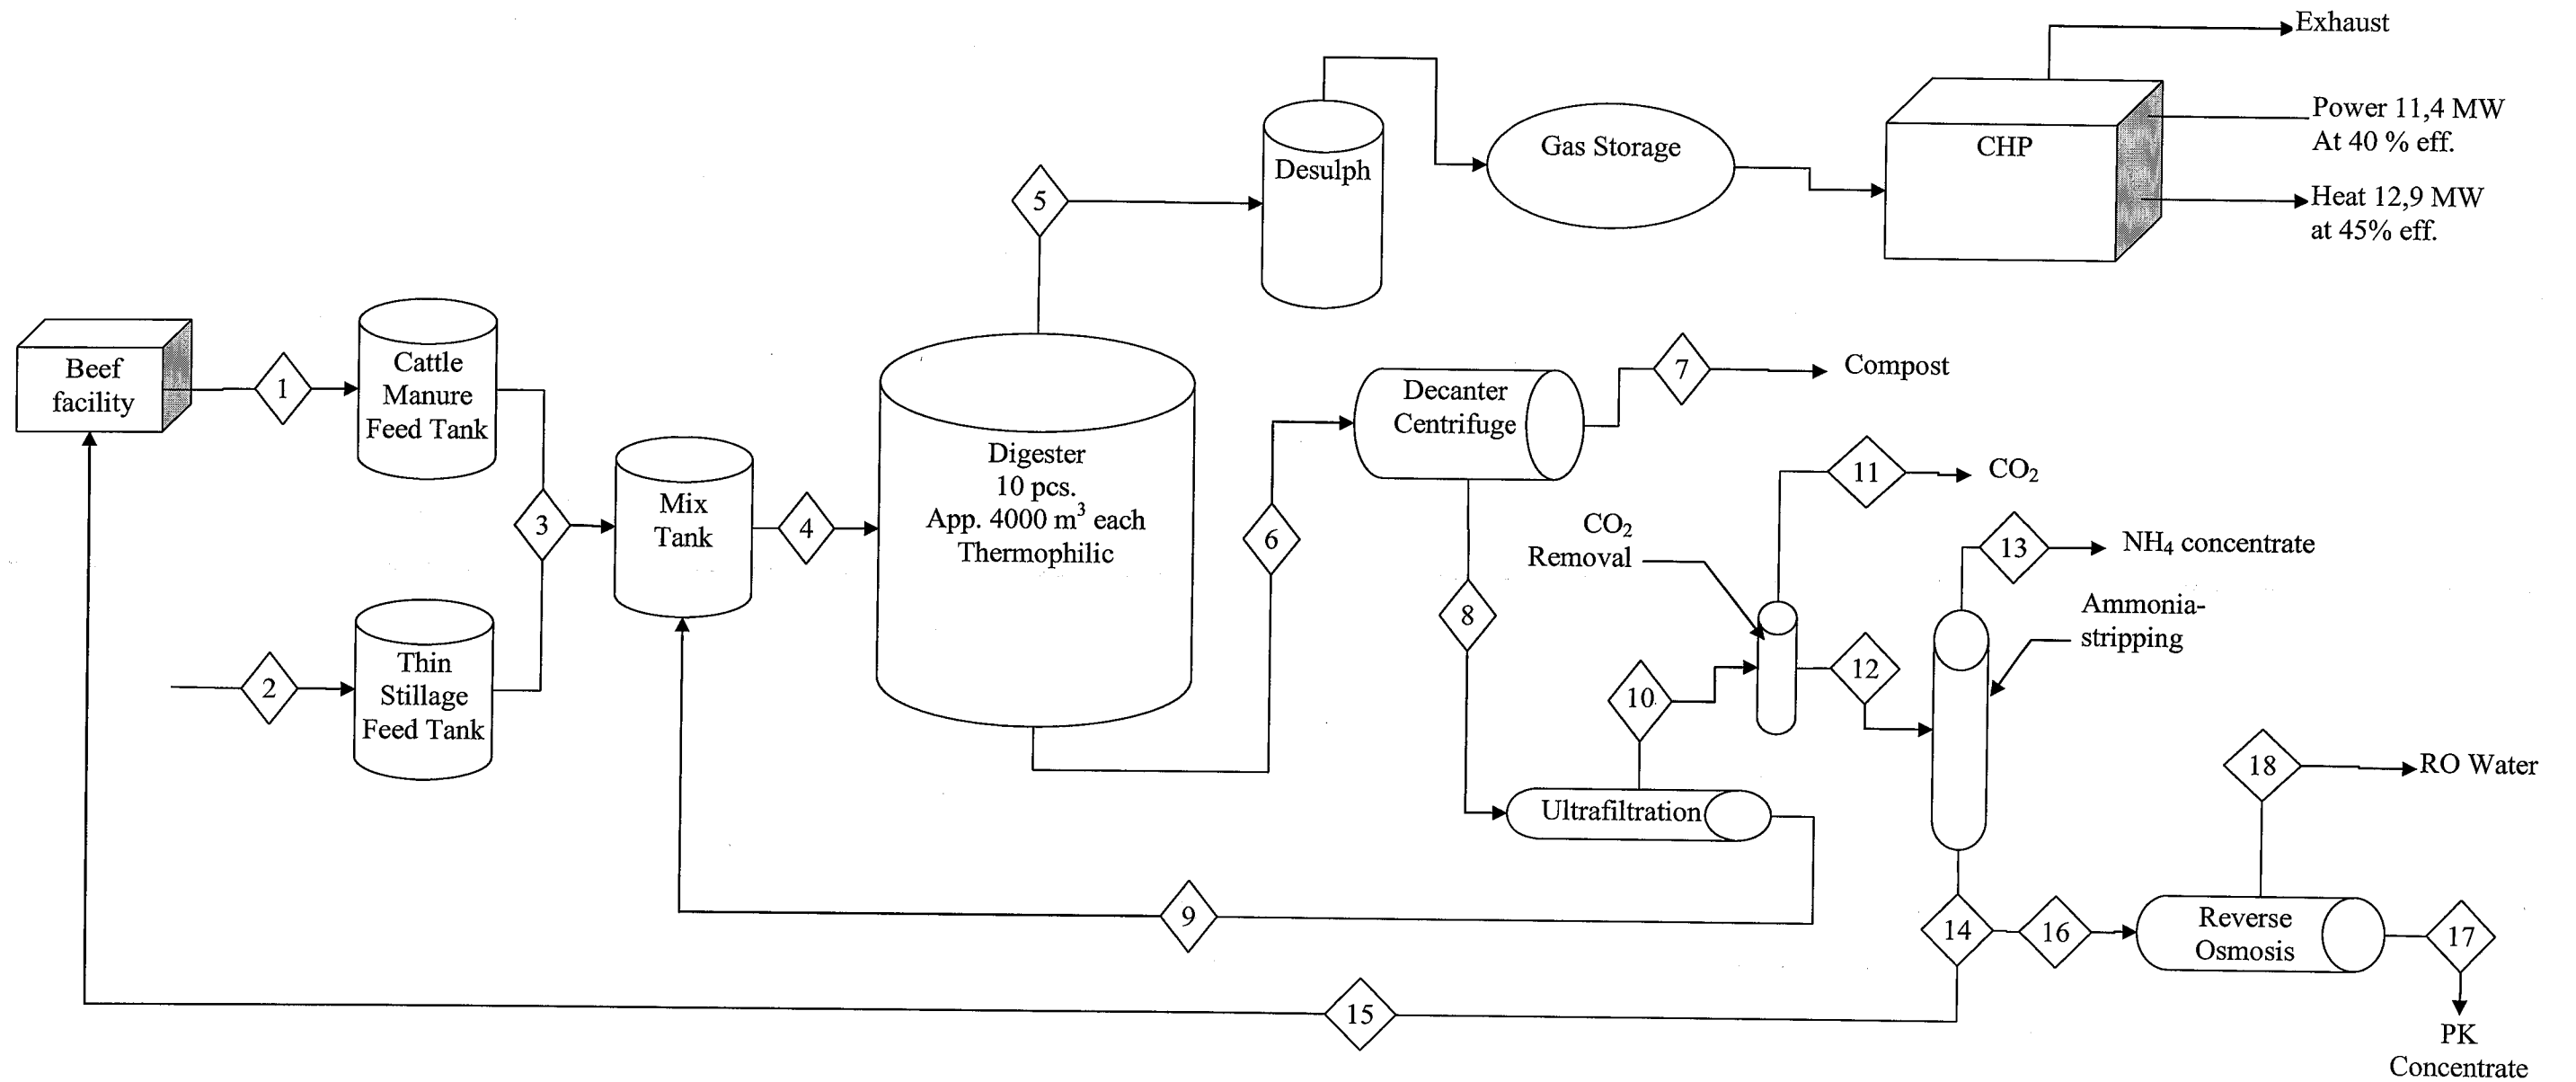 Exhaust
Power 11,4 MW
At 40 % eff.
Heat 12,9 MW
at 45% eff.
CHP
Gas Storage
Desulph
5
Beef
facility
1
Cattle
Manure
Feed Tank
2
Thin
Stillage
Feed Tank
3
Mix
Tank
4
Digester
10 pcs.
App. 4000 m³ each
Thermophilic
6
Decanter
Centrifuge
7
Compost
8
Ultrafiltration
9
10
CO₂
Removal
11
CO₂
12
13
NH₄ concentrate
Ammonia-
stripping
14
15
16
Reverse
Osmosis
18
RO Water
17
PK
Concentrate